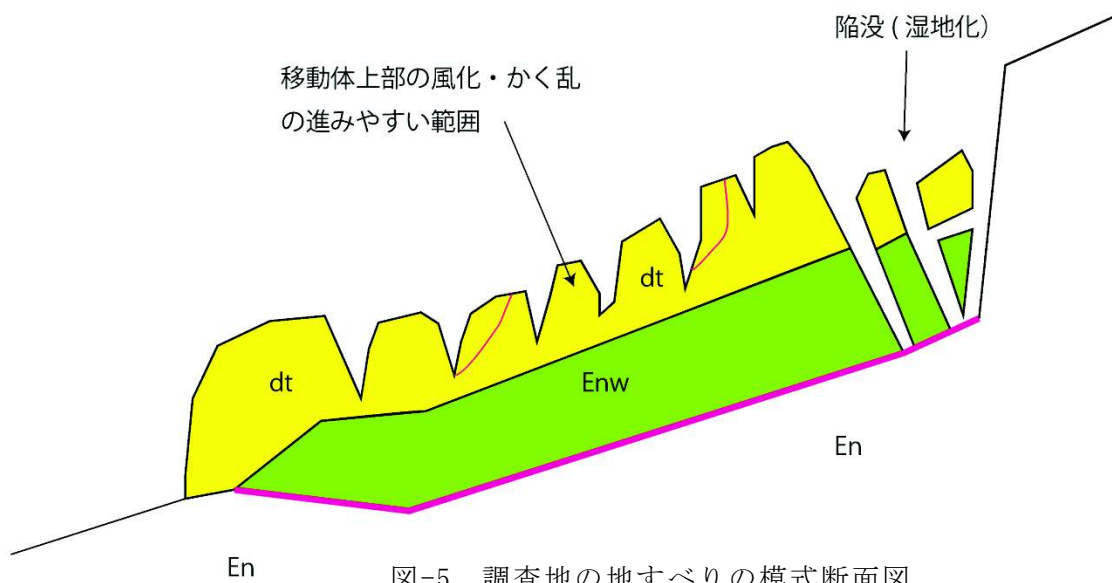 陥没(湿地化)
移動体上部の風化・かく乱
の進みやすい範囲
dt
dt
Enw
En
En
図-5 調査地の地すべりの模式断面図